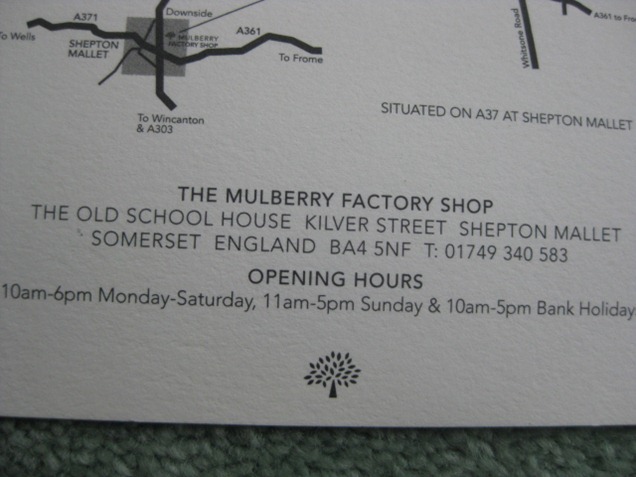 Downside
A371
To Wells
SHEPTON
MALLET
MULBERRY
FACTORY SHOP
A361
To Frome
To Wincanton
& A303
Whitstone Road
A361 to Fro
SITUATED ON A37 AT SHEPTON MALLET
THE MULBERRY FACTORY SHOP
THE OLD SCHOOL HOUSE KILVER STREET SHEPTON MALLET
SOMERSET ENGLAND BA4 5NF T: 01749 340 583
OPENING HOURS
10am-6pm Monday-Saturday, 11am-5pm Sunday & 10am-5pm Bank Holiday